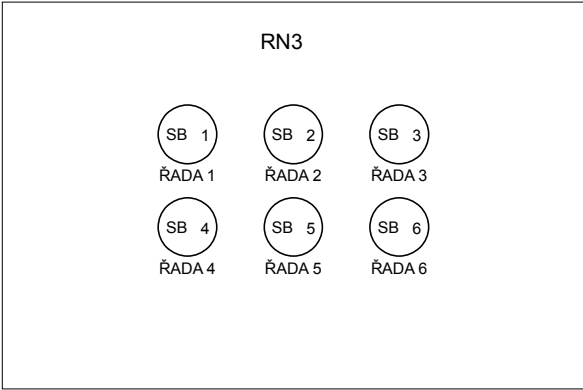 RN3
SB 1 SB 2 SB 3
ŘADA 1 ŘADA 2 ŘADA 3
SB 4 SB 5 SB 6
ŘADA 4 ŘADA 5 ŘADA 6